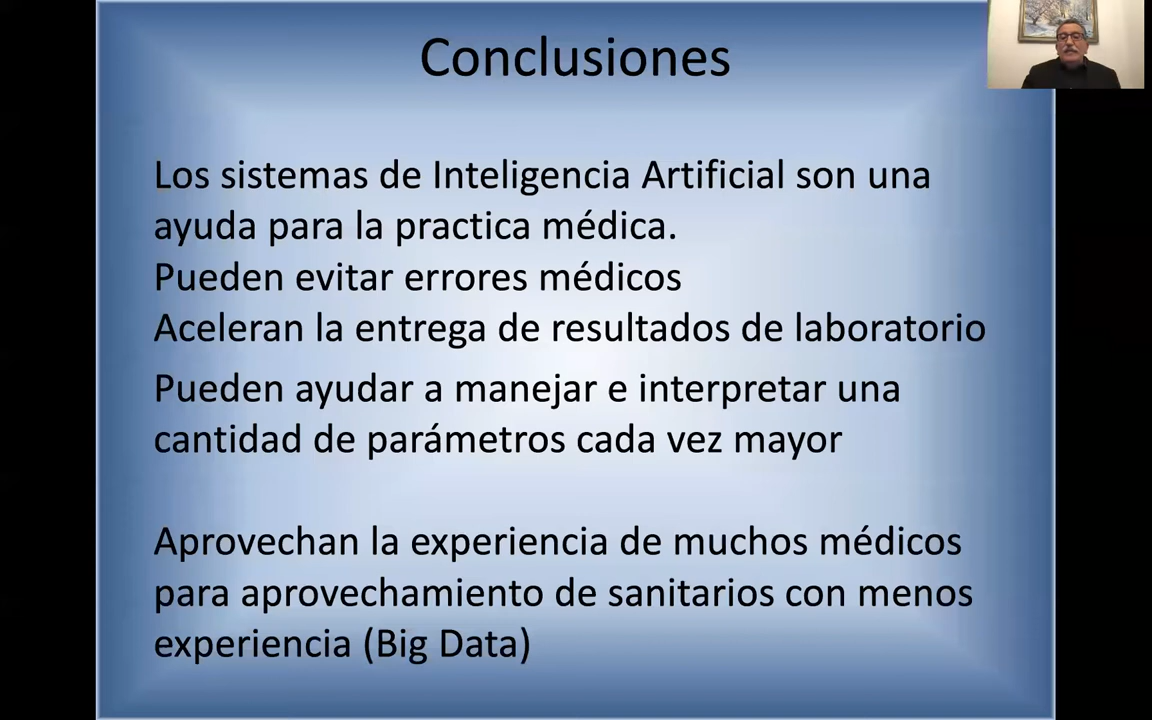 Conclusiones
Los sistemas de Inteligencia Artificial son una
ayuda para la practica médica.
Pueden evitar errores médicos
Aceleran la entrega de resultados de laboratorio
Pueden ayudar a manejar e interpretar una
cantidad de parámetros cada vez mayor
Aprovechan la experiencia de muchos médicos
para aprovechamiento de sanitarios con menos
experiencia (Big Data)